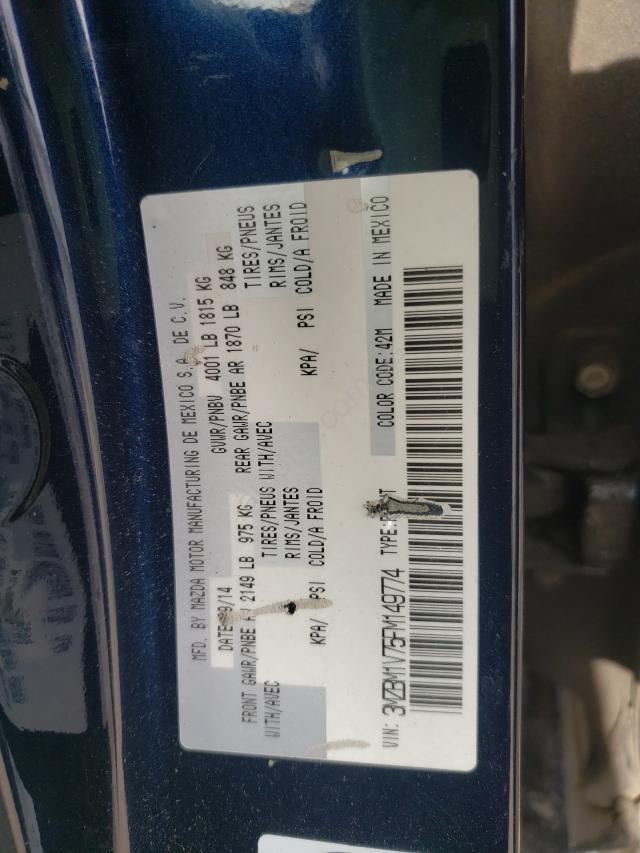 MFD. BY MAZDA MOTOR MANUFACTURING DE MEXICO S.A. DE C.V.
GVWR/PNBV 4001 LB 1815 KG
FRONT GAWR/PNBE 2149 LB 975 KG REAR GAWR/PNBE AR 1870 LB 848 KG
WITH/AVEC TIRES/PNEUS WITH/AVEC TIRES/PNEUS
RIMS/JANTES RIMS/JANTES
KPA/ PSI COLD/A FROID KPA/ PSI COLD/A FROID
COLOR CODE:42M MADE IN MEXICO
VIN: 3MZBM1V75FM149774 TYPE: